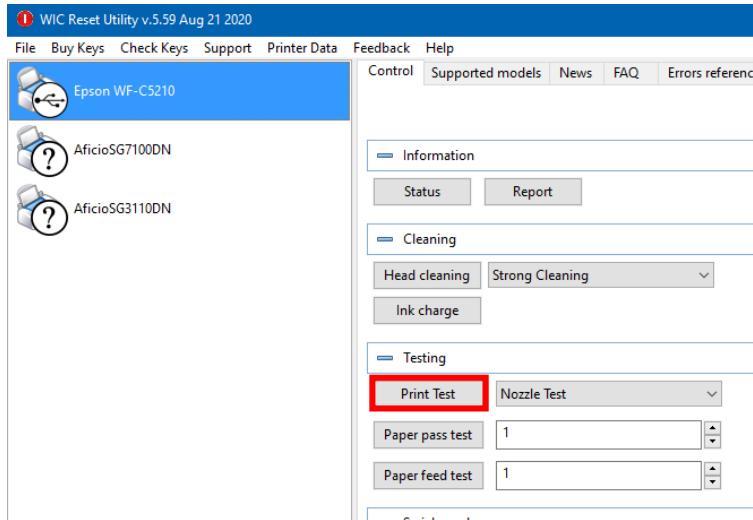 WIC Reset Utility v.5.59 Aug 21 2020
File Buy Keys Check Keys Support Printer Data Feedback Help
Control Supported models News FAQ Errors referenc
Epson WF-C5210
AficioSG7100DN
AficioSG3110DN
Information
Status Report
Cleaning
Head cleaning Strong Cleaning
Ink charge
Testing
Print Test Nozzle Test
Paper pass test 1
Paper feed test 1